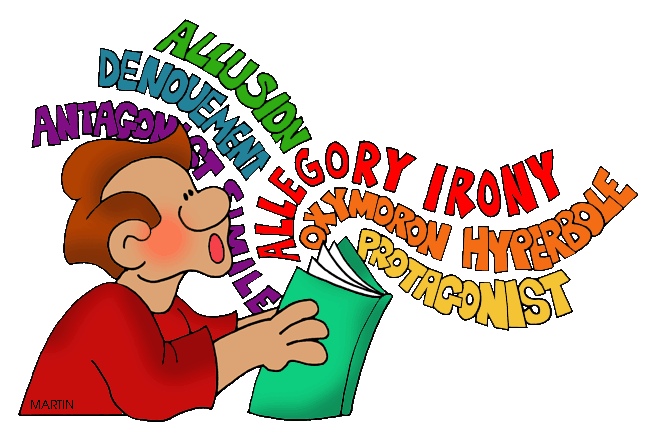 ALLUSION
DENOUEMENT
ANTAGONIST SIMILE
ALLEGORY IRONY
OXYMORON HYPERBOLE
PROTAGONIST
MARTIN